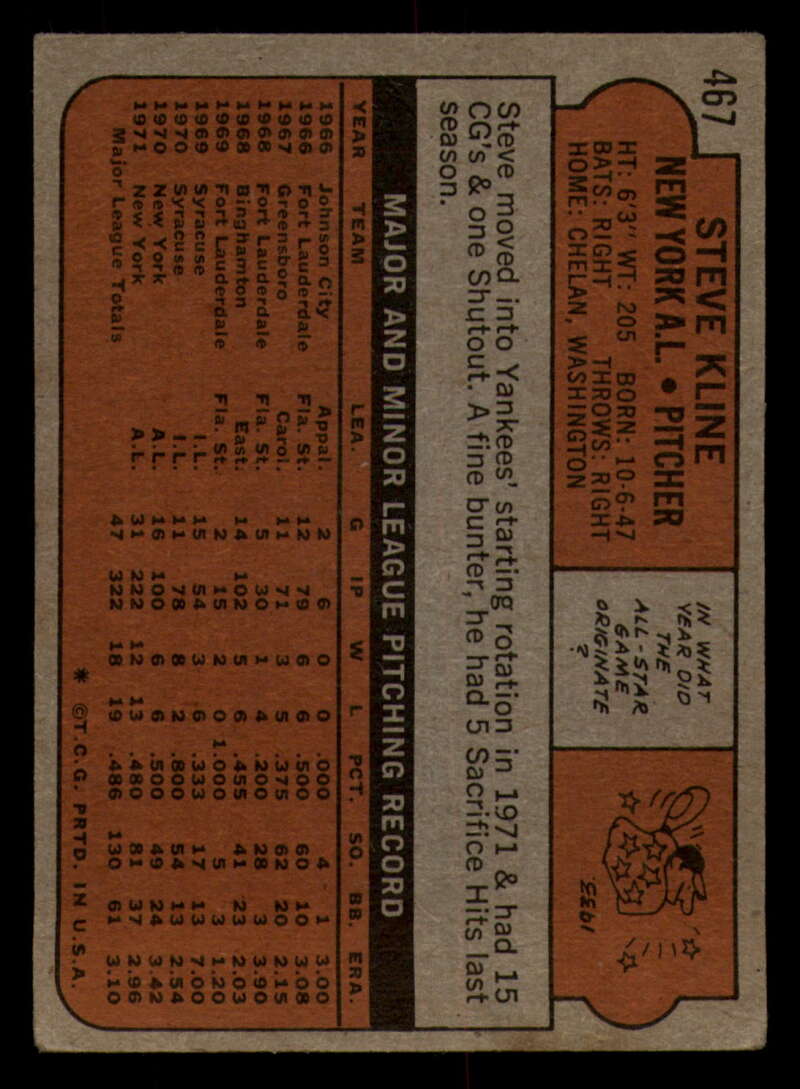 467
STEVE KLINE
NEW YORK A.L. • PITCHER
HT: 6'3" WT: 205 BORN: 10-6-47
BATS: RIGHT THROWS: RIGHT
HOME: CHELAN, WASHINGTON
IN WHAT
YEAR DID
THE
ALL-STAR
GAME
ORIGINATE
?
1933.
Steve moved into Yankees' starting rotation in 1971 & had 15
CG's & one Shutout. A fine bunter, he had 5 Sacrifice Hits last
season.
MAJOR AND MINOR LEAGUE PITCHING RECORD
YEAR TEAM LEA. G IP W L PCT. SO. BB. ERA.
1966 Johnson City Appal. 2 6 0 0 .000 4 1 3.00
1966 Fort Lauderdale Fla. St. 12 79 6 6 .500 60 10 3.08
1967 Greensboro Carol. 11 71 3 5 .375 62 20 2.15
1968 Fort Lauderdale Fla. St. 5 30 1 4 .200 28 3 3.90
1968 Binghamton East. 14 102 5 6 .455 41 23 2.03
1969 Fort Lauderdale Fla. St. 2 15 2 0 1.000 5 3 1.20
1969 Syracuse I.L. 15 54 3 6 .333 17 13 7.00
1970 Syracuse I.L. 11 78 8 2 .800 54 13 2.54
1970 New York A.L. 16 100 6 6 .500 49 24 3.42
1971 New York A.L. 31 222 12 13 .480 81 37 2.96
Major League Totals 47 322 18 19 .486 130 61 3.10
* ©T.C.G. PRTD. IN U.S.A.